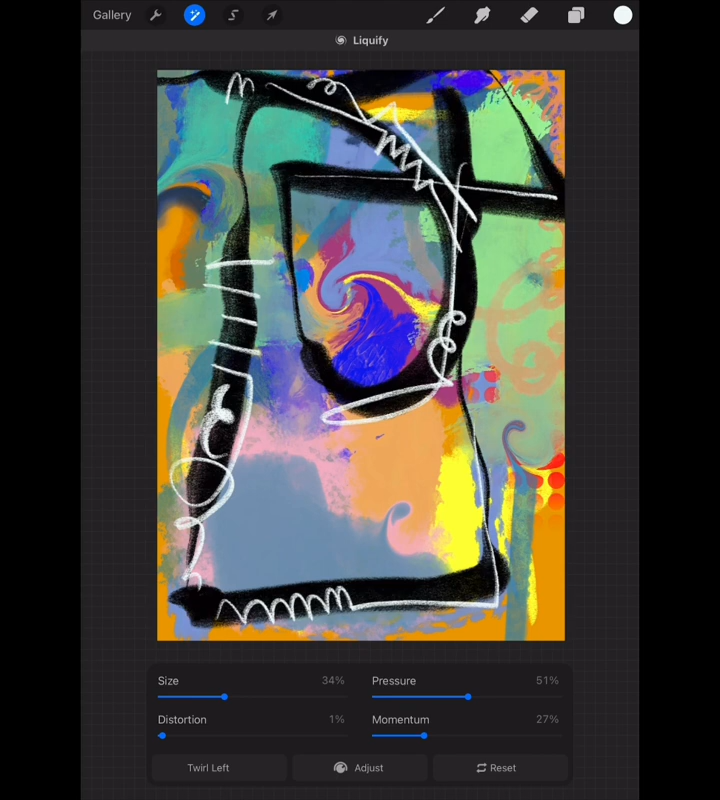 Gallery
Liquify
Size 34% Pressure 51%
Distortion 1% Momentum 27%
Twirl Left Adjust Reset